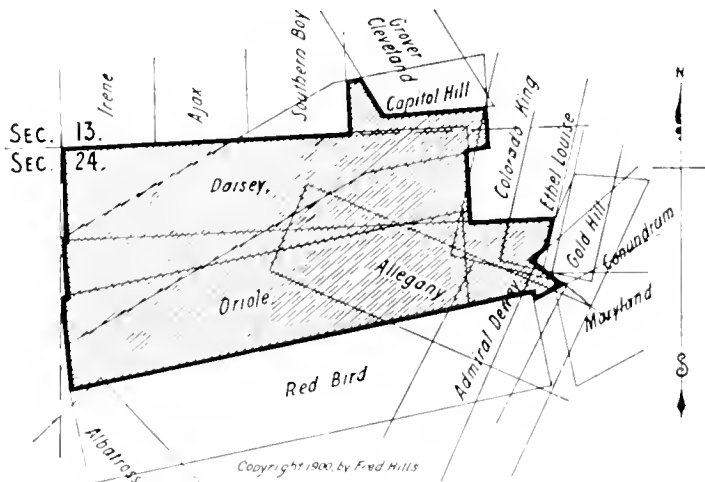 Irene
Ajax
Southern Boy
Grover
Cleveland
Capitol Hill
Colorado King
Ethel Louise
N
SEC. 13.
SEC. 24.
Dorsey,
Gold Hill
Conundrum
Allegany
Oriole
Maryland
Admiral Dewey
Red Bird
S
Albatross
Copyright 1900, by Fred Hills